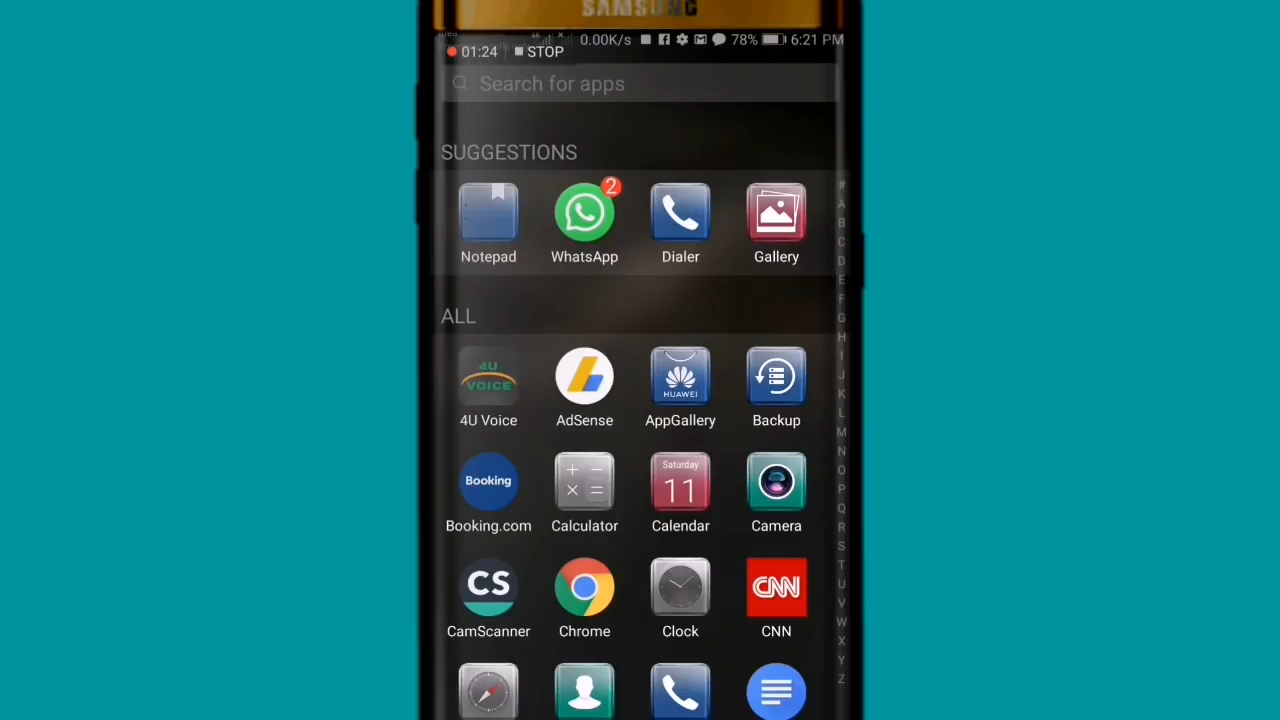 SAMSUNG
0.00K/s 78% 6:21 PM
01:24 STOP
Search for apps
SUGGESTIONS
2
Notepad WhatsApp Dialer Gallery
ALL
4U VOICE HUAWEI
4U Voice AdSense AppGallery Backup
Booking Saturday 11
Booking.com Calculator Calendar Camera
CS CNN
CamScanner Chrome Clock CNN
#
A
B
C
D
E
F
G
H
I
J
K
L
M
N
O
P
Q
R
S
T
U
V
W
X
Y
Z